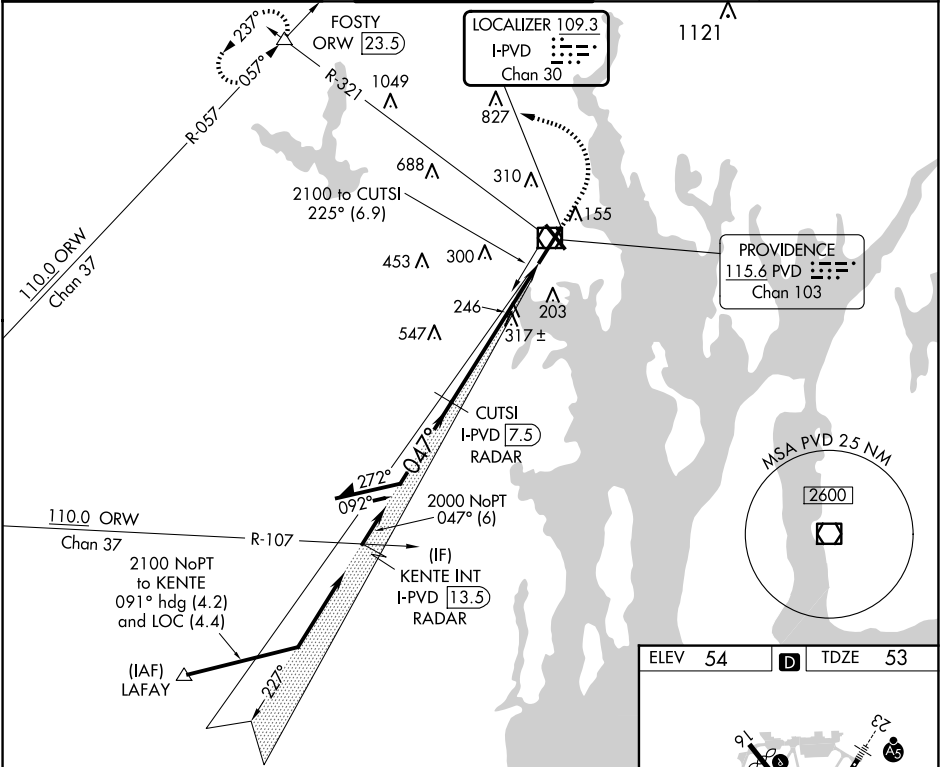 FOSTY
ORW 23.5
237°
057°
R-057
R-321
110.0 ORW
Chan 37
LOCALIZER 109.3
I-PVD
Chan 30
1121
1049
827
688
310
155
2100 to CUTSI
225° (6.9)
453
300
246
203
547
317 ±
PROVIDENCE
115.6 PVD
Chan 103
CUTSI
I-PVD 7.5
RADAR
047°
272°
092°
2000 NoPT
047° (6)
110.0 ORW
Chan 37
R-107
(IF)
KENTE INT
I-PVD 13.5
RADAR
2100 NoPT
to KENTE
091° hdg (4.2)
and LOC (4.4)
(IAF)
LAFAY
227°
MSA PVD 25 NM
2600
ELEV 54
D
TDZE 53
16
23
A5